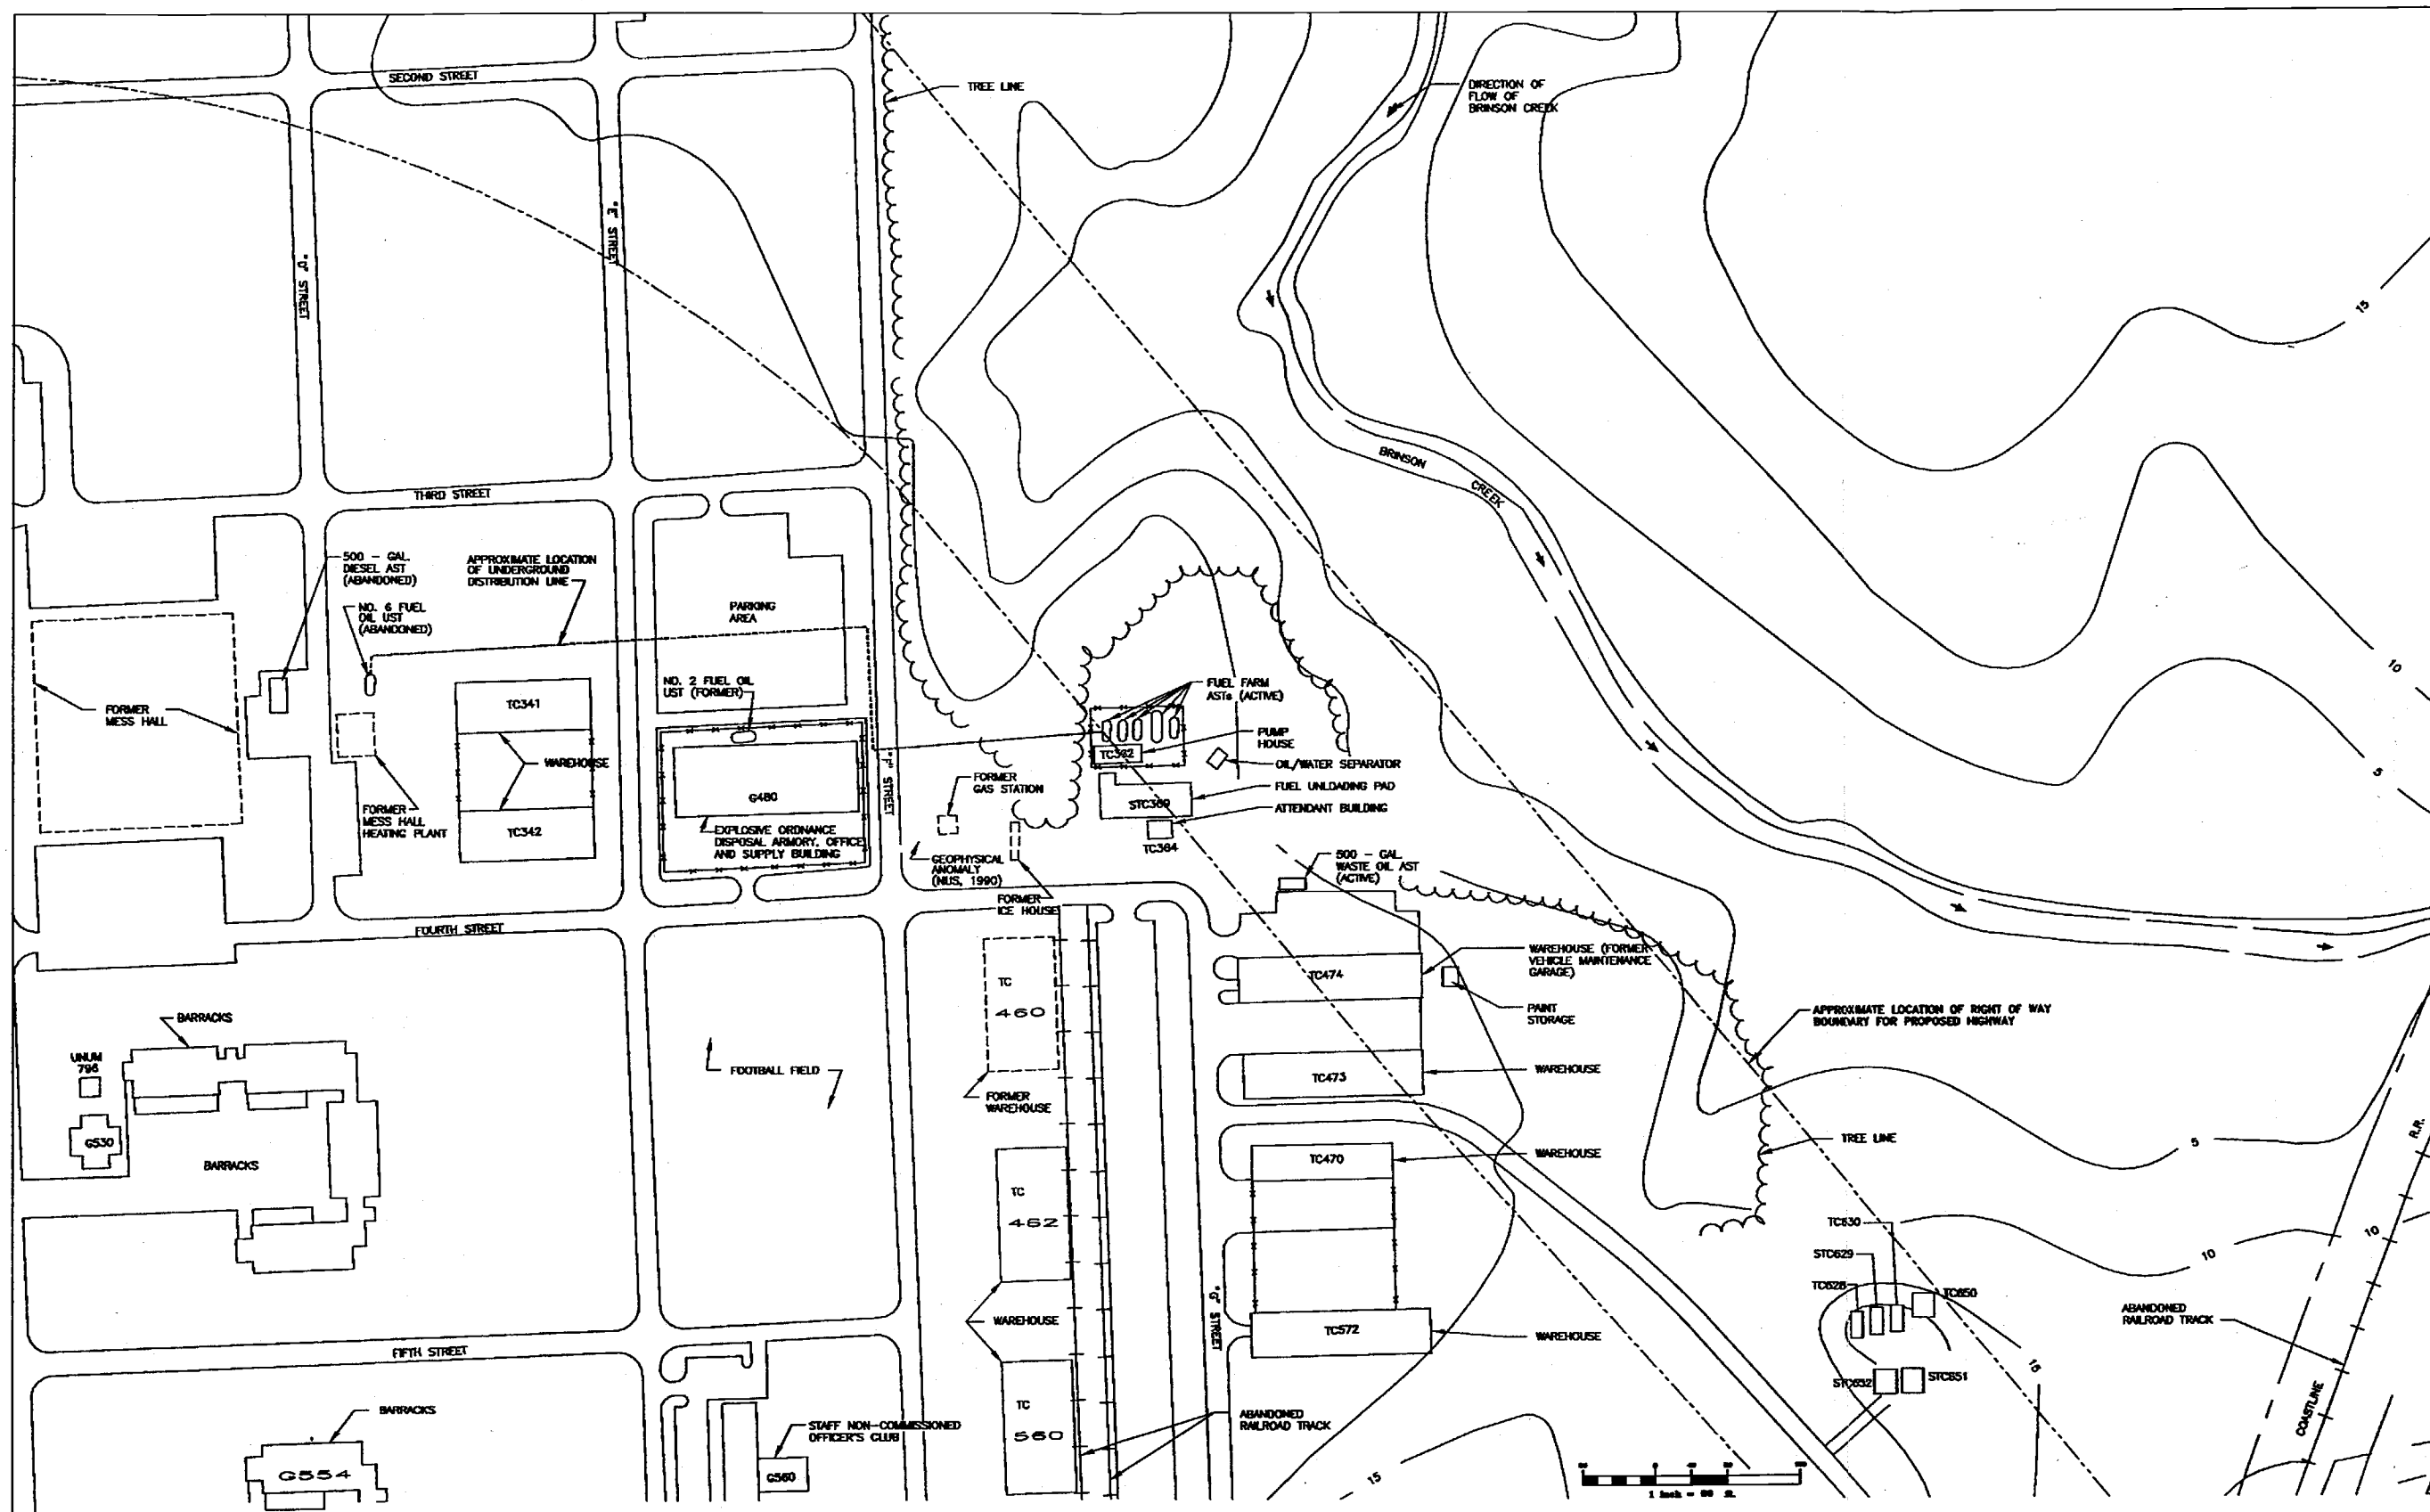 SECOND STREET
TREE LINE
DIRECTION OF
FLOW OF
BRINSON CREEK
"E" STREET
"D" STREET
15
BRINSON
CREEK
THIRD STREET
500 - GAL.
DIESEL AST
(ABANDONED)
APPROXIMATE LOCATION
OF UNDERGROUND
DISTRIBUTION LINE
NO. 6 FUEL
OIL UST
(ABANDONED)
PARKING
AREA
10
NO. 2 FUEL OIL
UST (FORMER)
FUEL FARM
ASTs (ACTIVE)
TC341
FORMER
MESS HALL
PUMP
HOUSE
TC362
WAREHOUSE
OIL/WATER SEPARATOR
5
FORMER
GAS STATION
FUEL UNLOADING PAD
"F" STREET
G480
STC369
ATTENDANT BUILDING
FORMER
MESS HALL
HEATING PLANT
TC342
EXPLOSIVE ORDNANCE
DISPOSAL ARMORY, OFFICE
AND SUPPLY BUILDING
TC364
GEOPHYSICAL
ANOMALY
(NUS, 1990)
500 - GAL.
WASTE OIL AST
(ACTIVE)
FORMER
ICE HOUSE
FOURTH STREET
WAREHOUSE (FORMER
VEHICLE MAINTENANCE
GARAGE)
TC474
TC
460
PAINT
STORAGE
APPROXIMATE LOCATION OF RIGHT OF WAY
BOUNDARY FOR PROPOSED HIGHWAY
BARRACKS
UNUM
796
FOOTBALL FIELD
TC473
WAREHOUSE
FORMER
WAREHOUSE
G530
TREE LINE
5
R.R.
BARRACKS
TC470
WAREHOUSE
TC
462
TC630
10
10
STC629
TC628
TC650
"G" STREET
WAREHOUSE
TC572
WAREHOUSE
ABANDONED
RAILROAD TRACK
FIFTH STREET
15
STC632
STC651
BARRACKS
TC
560
STAFF NON-COMMISSIONED
OFFICER'S CLUB
ABANDONED
RAILROAD TRACK
COASTLINE
G554
G560
15